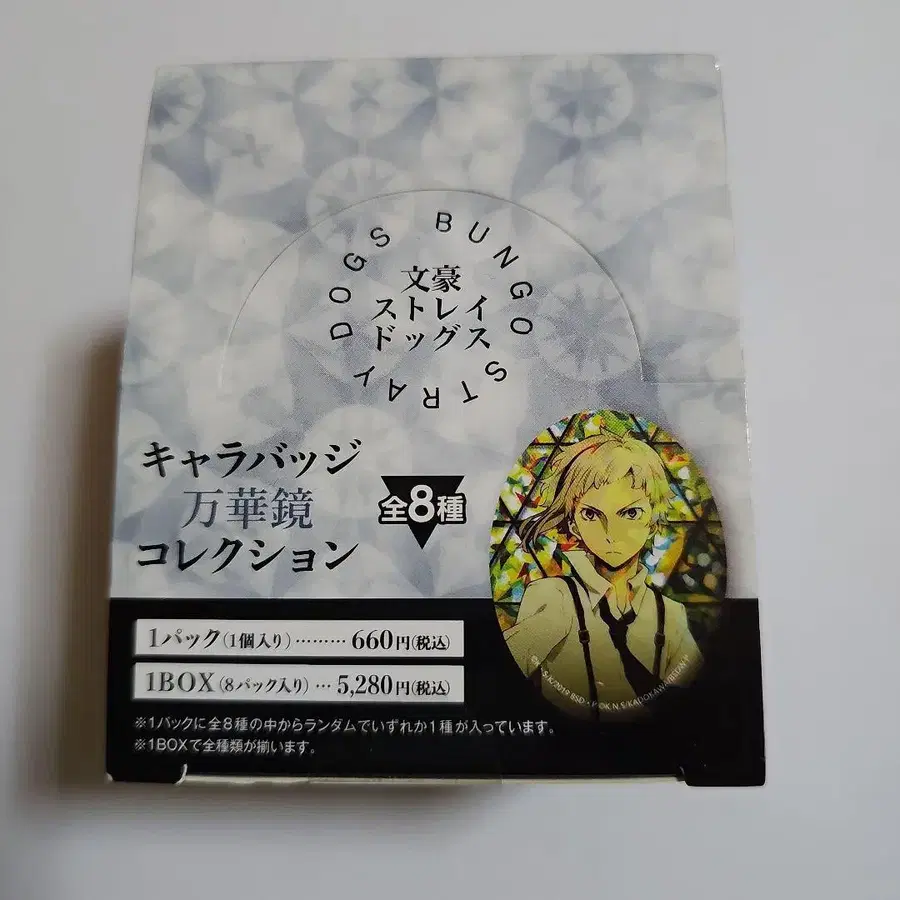 BUNGO STRAY DOGS
文豪
ストレイ
ドッグス
キャラバッジ
万華鏡
コレクション
全8種
1パック(1個入り)………660円(税込)
1BOX(8パック入り)…5,280円(税込)
※1パックに全8種の中からランダムでいずれか1種が入っています。
※1BOXで全種類が揃います。